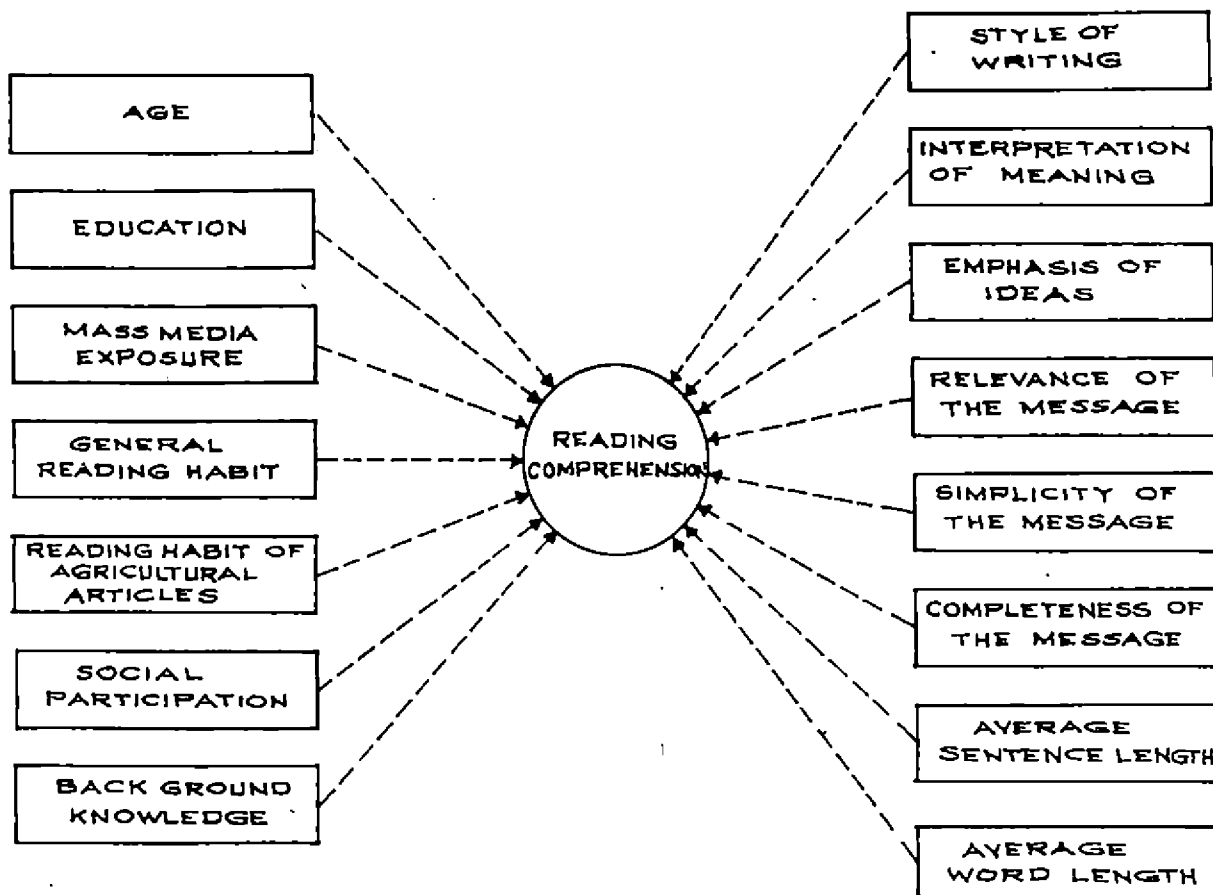 AGE
EDUCATION
MASS MEDIA
EXPOSURE
GENERAL
READING HABIT
READING HABIT OF
AGRICULTURAL
ARTICLES
SOCIAL
PARTICIPATION
BACK GROUND
KNOWLEDGE
READING
COMPREHENSION
STYLE OF
WRITING
INTERPRETATION
OF MEANING
EMPHASIS OF
IDEAS
RELEVANCE OF
THE MESSAGE
SIMPLICITY OF
THE MESSAGE
COMPLETENESS OF
THE MESSAGE
AVERAGE
SENTENCE LENGTH
AVERAGE
WORD LENGTH